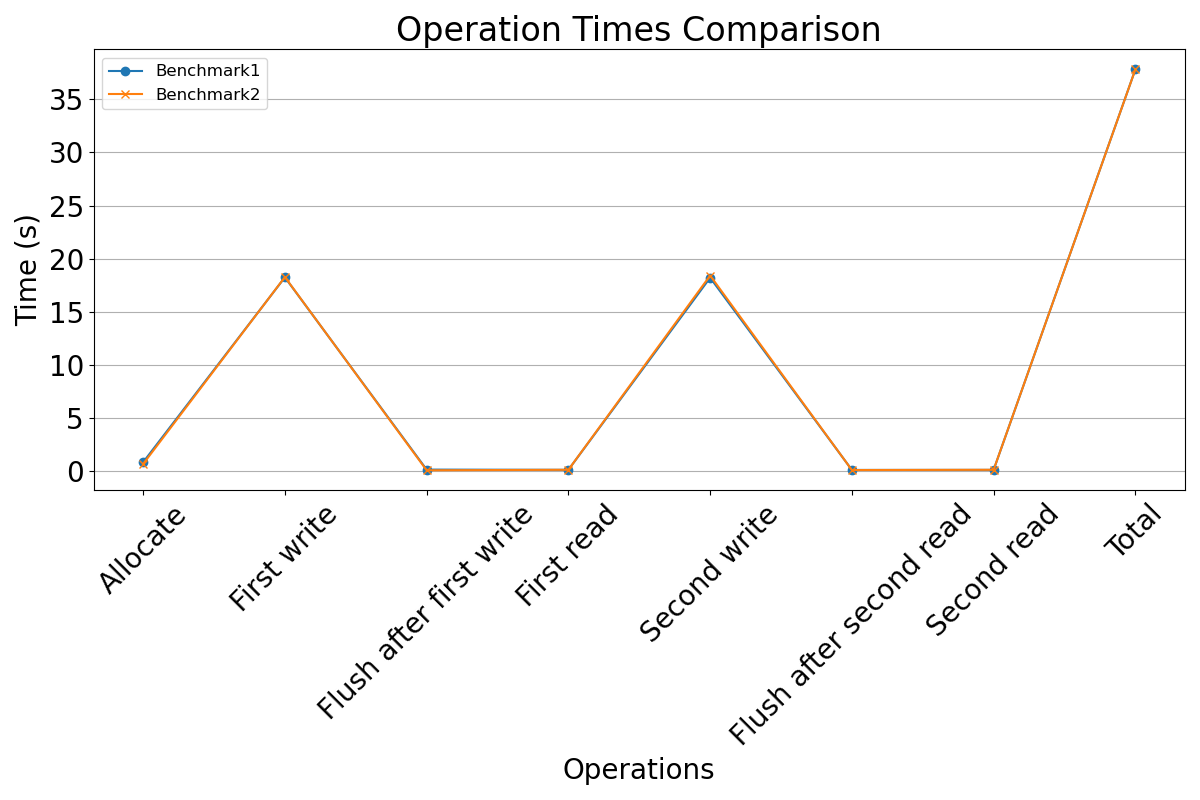 Operation Times Comparison
Benchmark1
Benchmark2
Time (s)
35
30
25
20
15
10
5
0
Allocate
First write
Flush after first write
First read
Second write
Flush after second read
Second read
Total
Operations